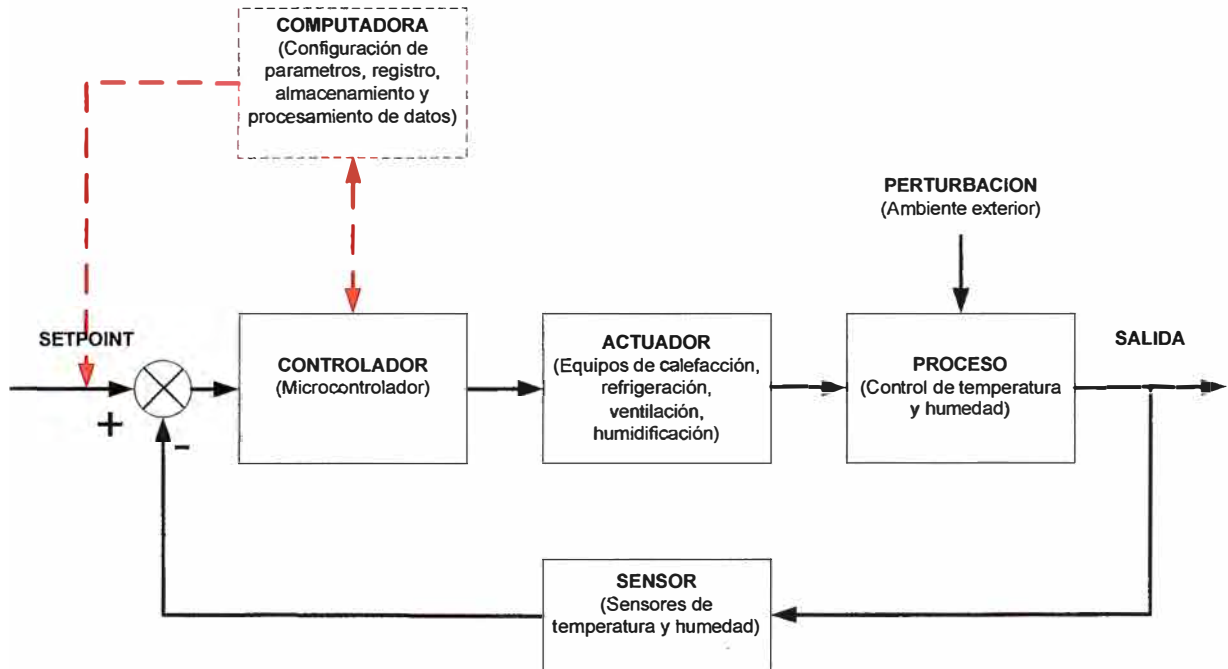 COMPUTADORA
(Configuración de
parametros, registro,
almacenamiento y
procesamiento de datos)
PERTURBACION
(Ambiente exterior)
SETPOINT
+
-
CONTROLADOR
(Microcontrolador)
ACTUADOR
(Equipos de calefacción,
refrigeración,
ventilación,
humidificación)
PROCESO
(Control de temperatura
y humedad)
SALIDA
SENSOR
(Sensores de
temperatura y humedad)